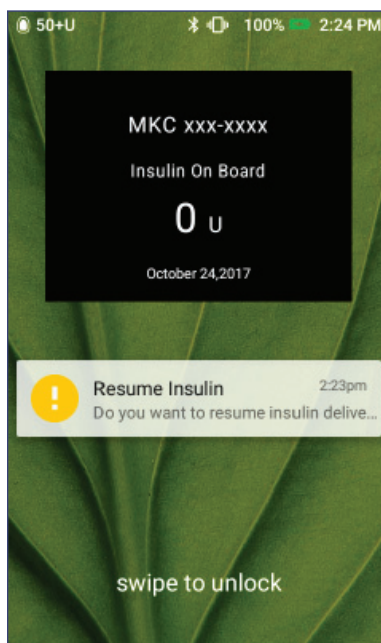 50+U 100% 2:24 PM
MKC xxx-xxxx
Insulin On Board
0 U
October 24,2017
Resume Insulin 2:23pm
Do you want to resume insulin delive...
swipe to unlock